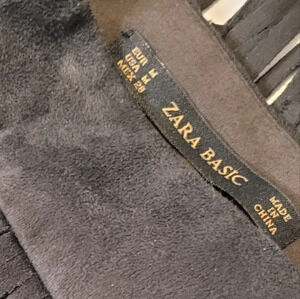 EUR M
USA M
MEX 28
ZARA BASIC
MADE
IN
CHINA